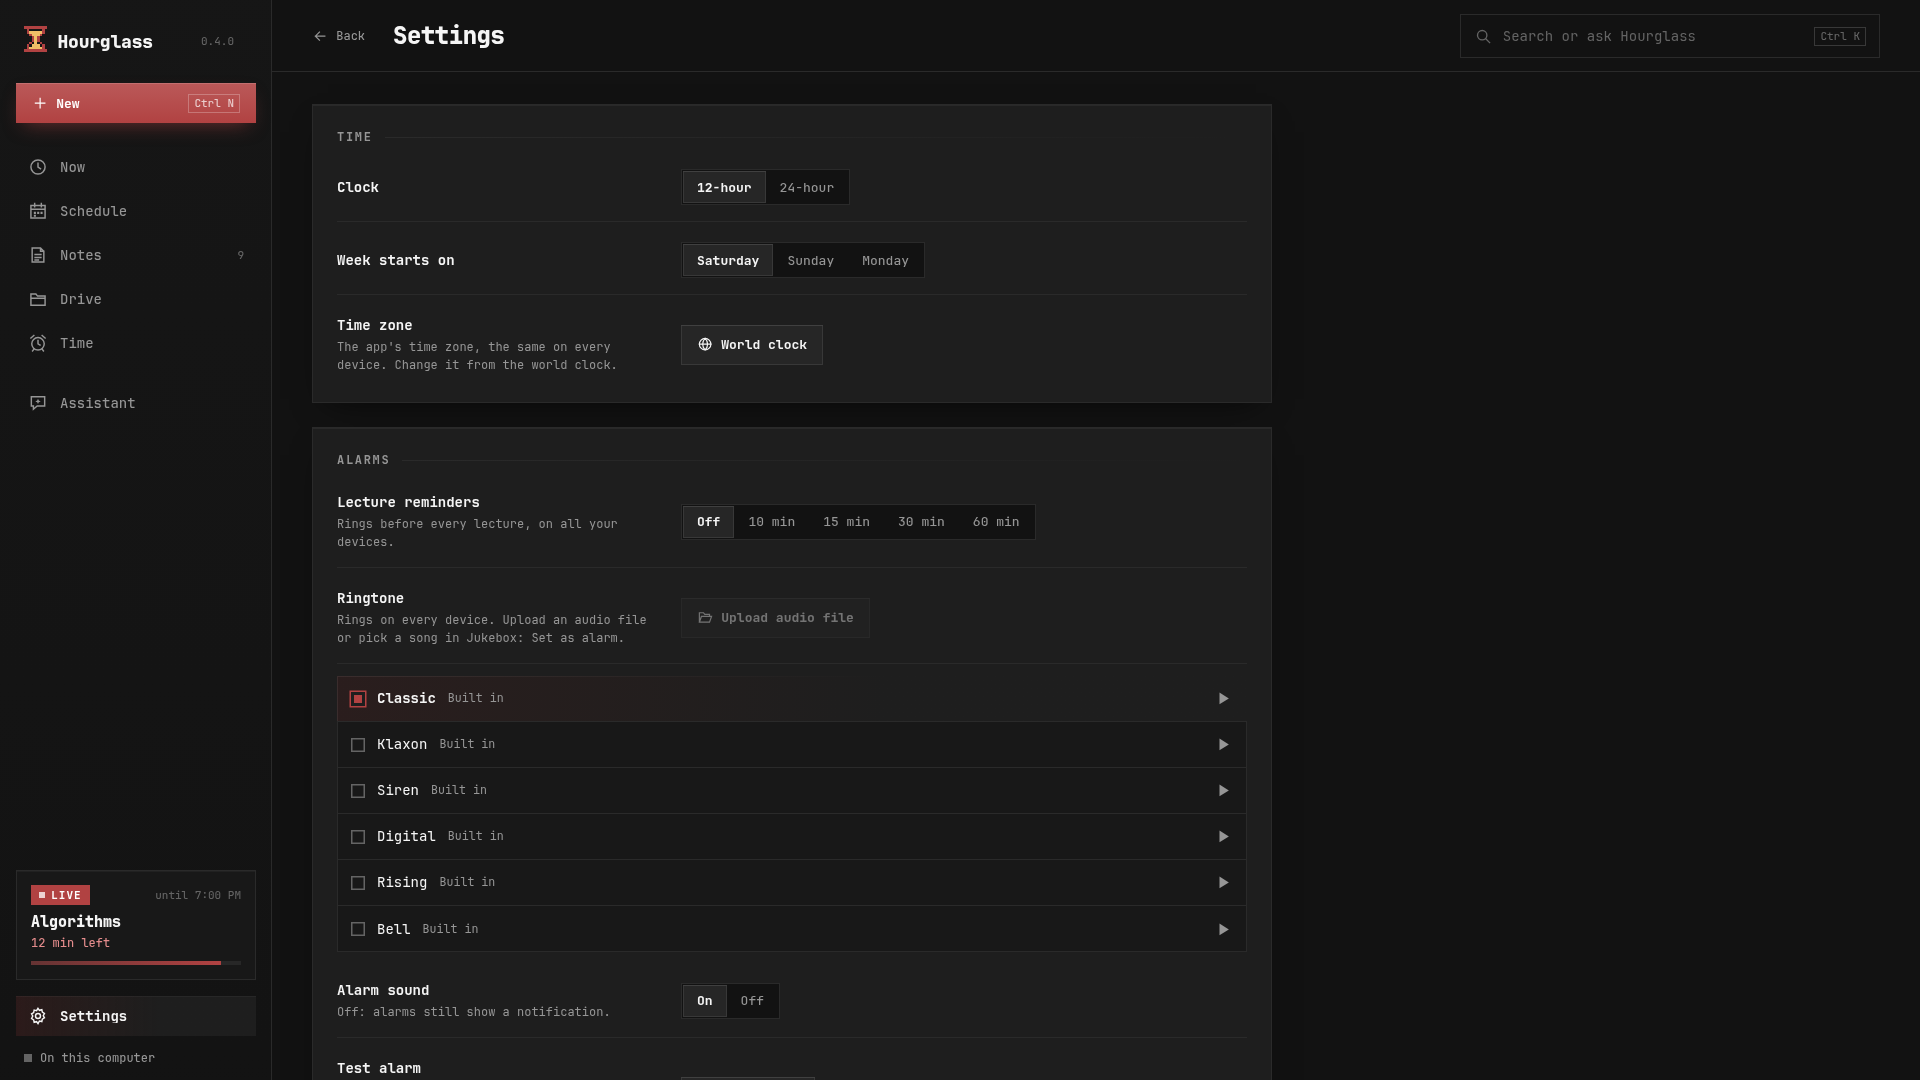 Hourglass 0.4.0
New Ctrl N
Now
Schedule
Notes 9
Drive
Time
Assistant
LIVE until 7:00 PM
Algorithms
12 min left
Settings
On this computer
Back Settings
Search or ask Hourglass Ctrl K
TIME
Clock 12-hour 24-hour
Week starts on Saturday Sunday Monday
Time zone
The app's time zone, the same on every
device. Change it from the world clock.
World clock
ALARMS
Lecture reminders
Rings before every lecture, on all your
devices.
Off 10 min 15 min 30 min 60 min
Ringtone
Rings on every device. Upload an audio file
or pick a song in Jukebox: Set as alarm.
Upload audio file
Classic Built in
Klaxon Built in
Siren Built in
Digital Built in
Rising Built in
Bell Built in
Alarm sound
Off: alarms still show a notification.
On Off
Test alarm